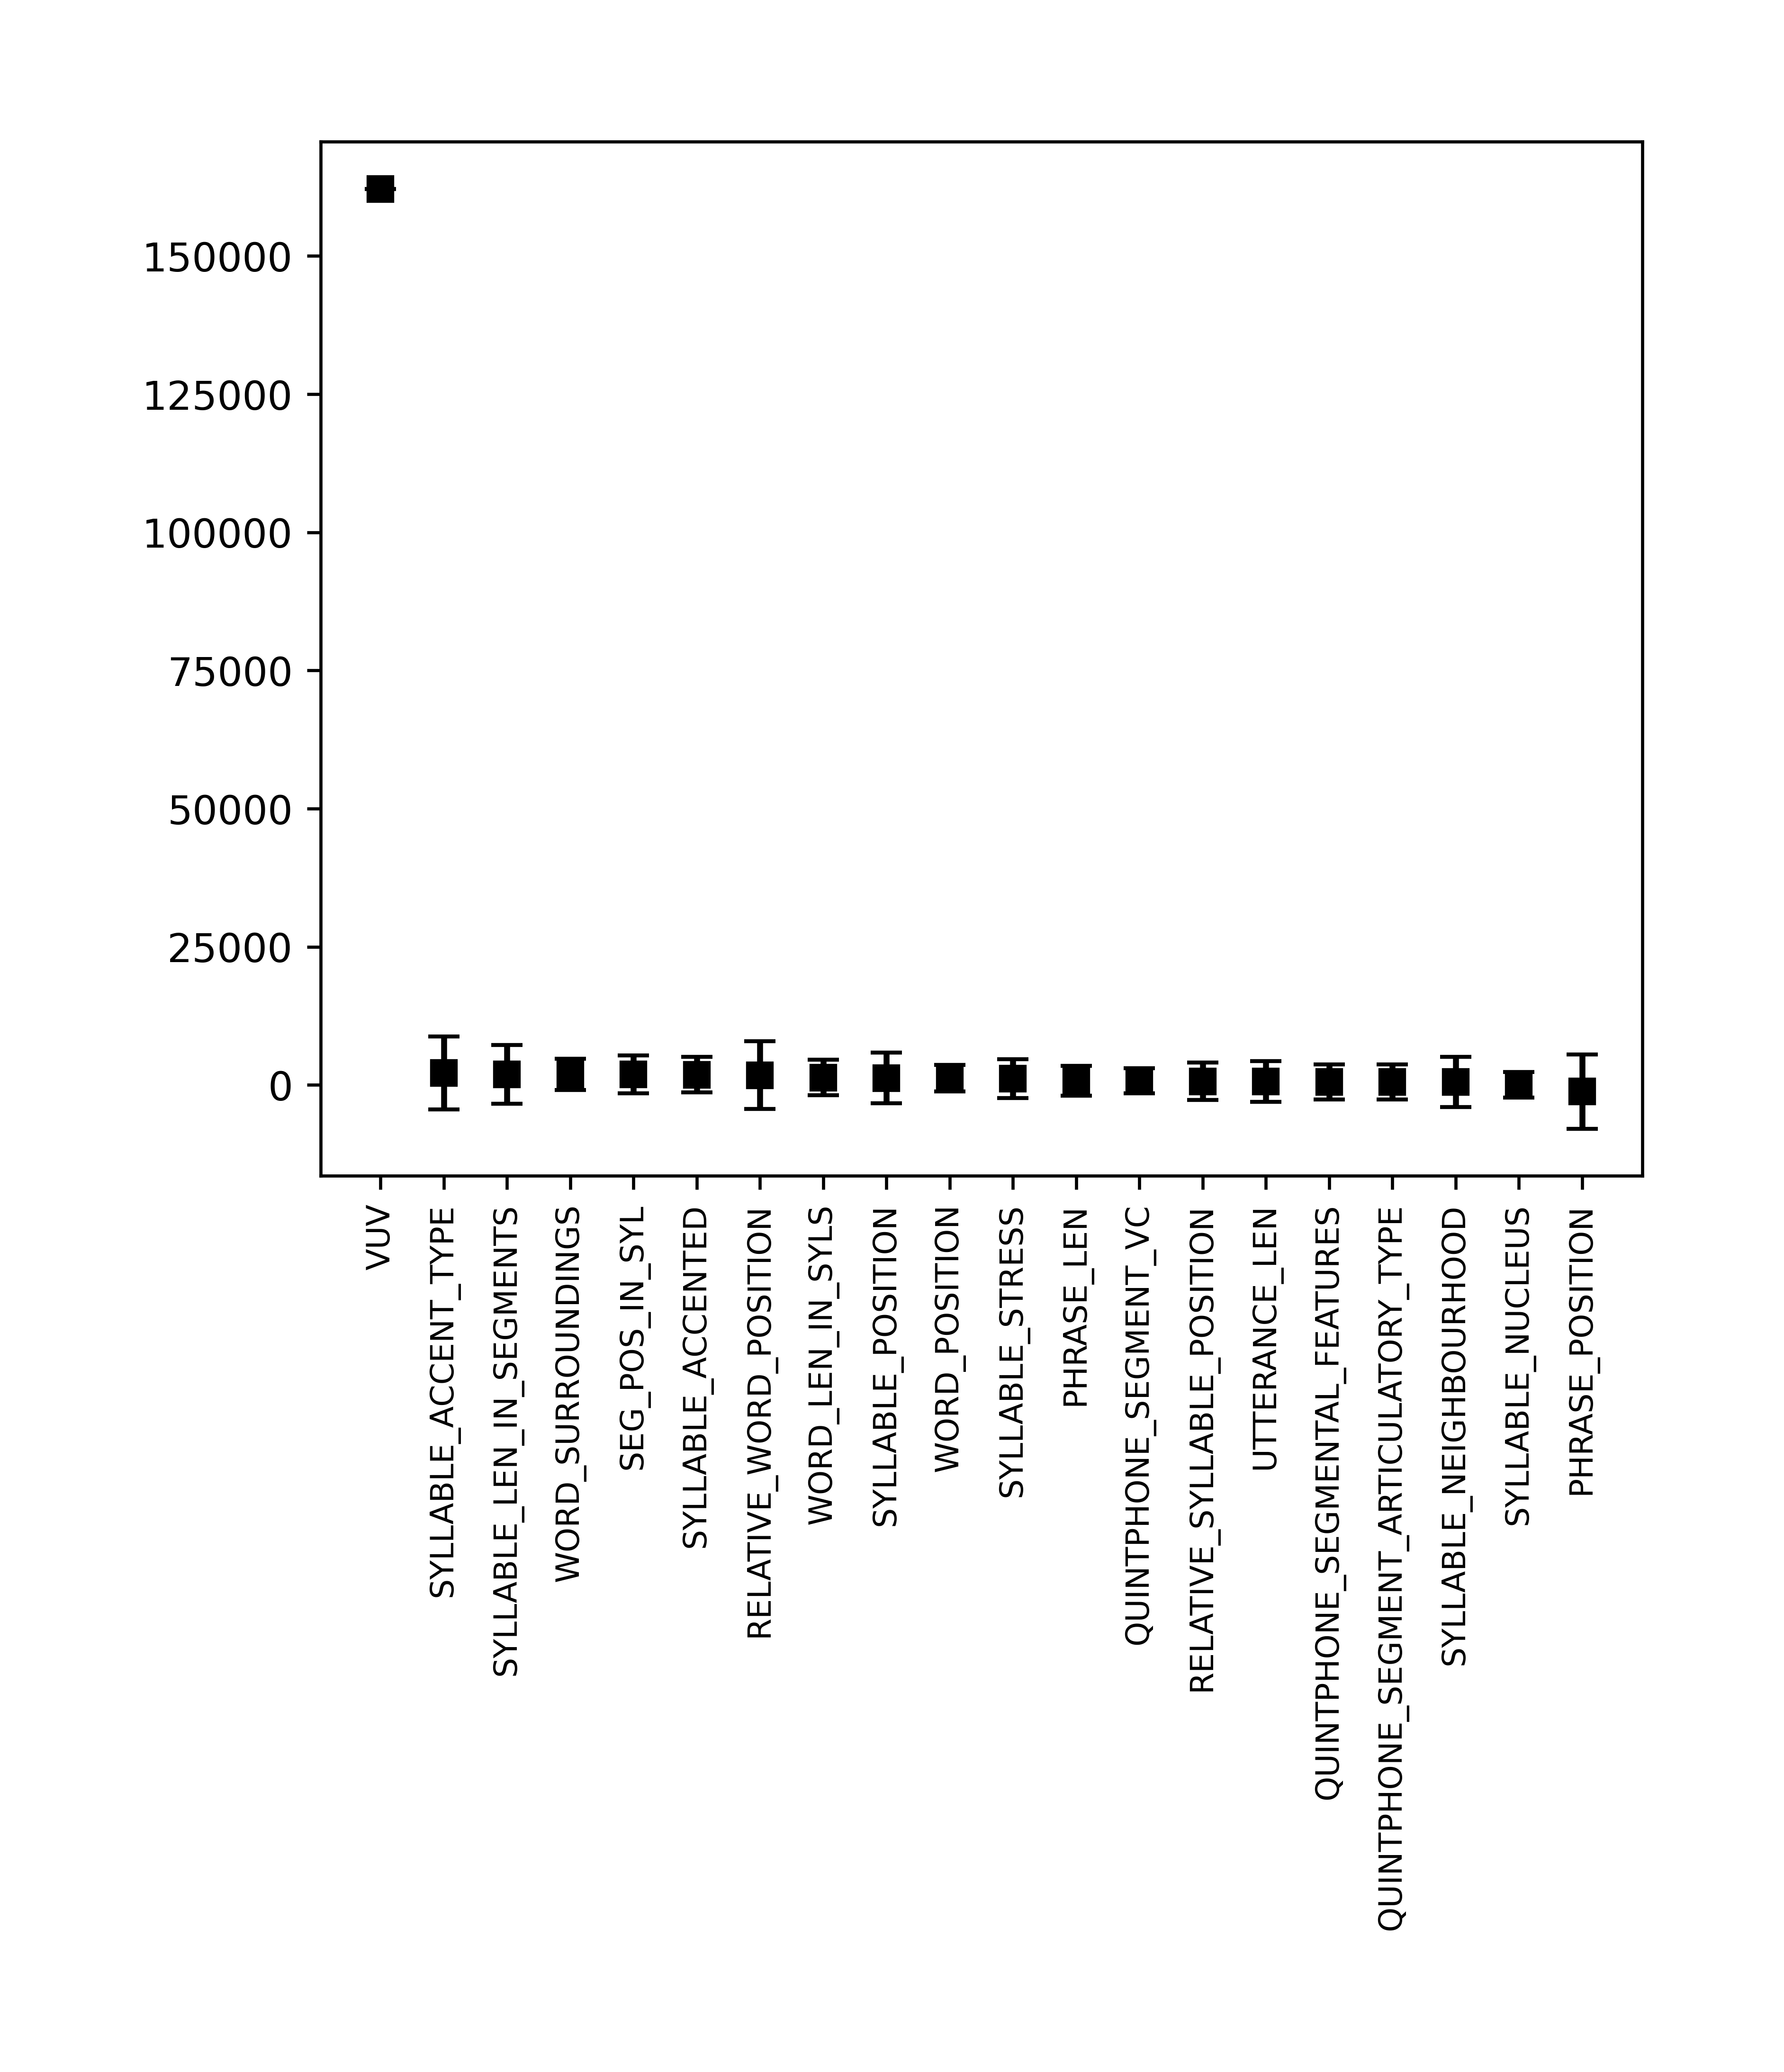 150000
125000
100000
75000
50000
25000
0
VUV
SYLLABLE_ACCENT_TYPE
SYLLABLE_LEN_IN_SEGMENTS
WORD_SURROUNDINGS
SEG_POS_IN_SYL
SYLLABLE_ACCENTED
RELATIVE_WORD_POSITION
WORD_LEN_IN_SYLS
SYLLABLE_POSITION
WORD_POSITION
SYLLABLE_STRESS
PHRASE_LEN
QUINTPHONE_SEGMENT_VC
RELATIVE_SYLLABLE_POSITION
UTTERANCE_LEN
QUINTPHONE_SEGMENTAL_FEATURES
QUINTPHONE_SEGMENT_ARTICULATORY_TYPE
SYLLABLE_NEIGHBOURHOOD
SYLLABLE_NUCLEUS
PHRASE_POSITION